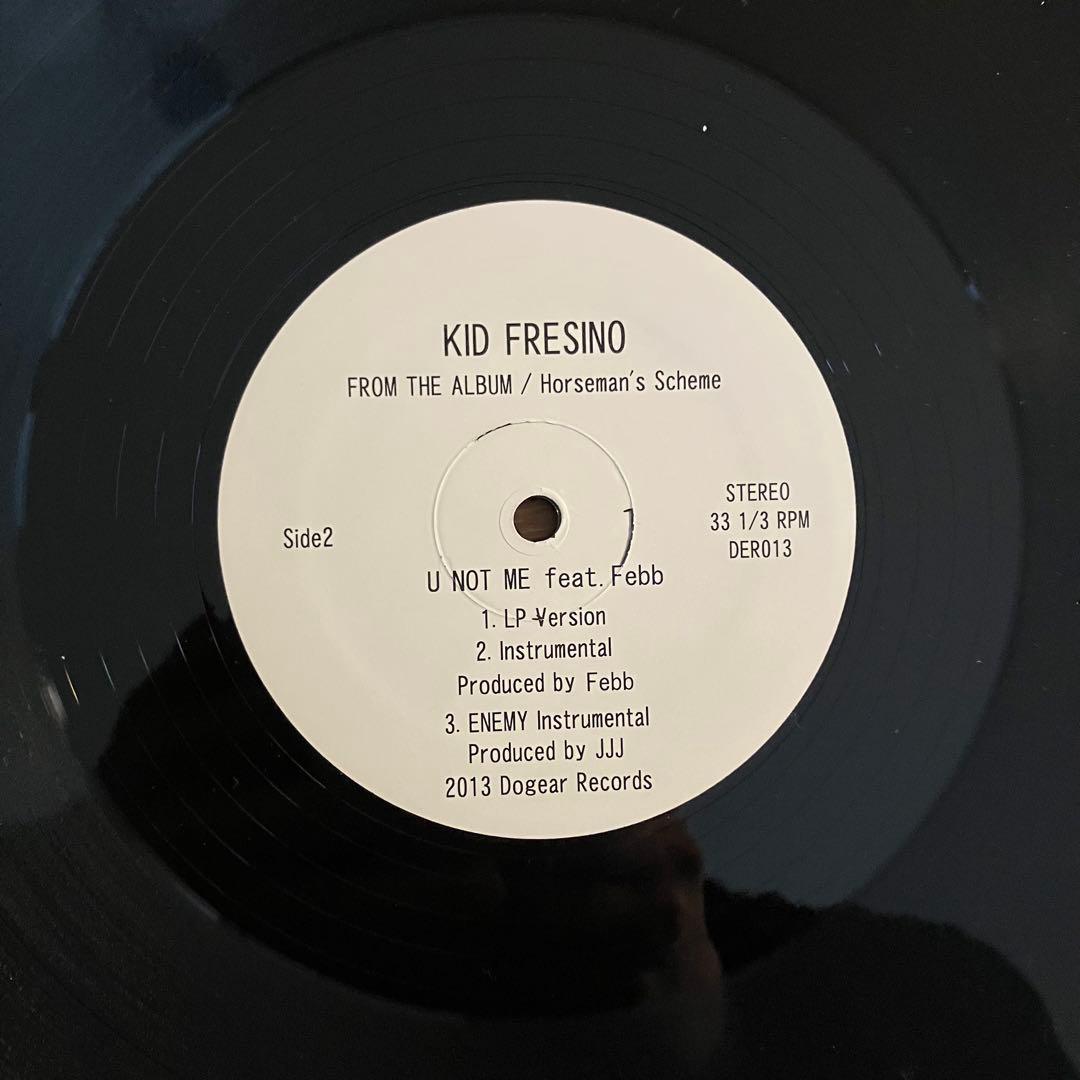 KID FRESINO
FROM THE ALBUM / Horseman's Scheme
Side2
STEREO
33 1/3 RPM
DER013
U NOT ME feat. Febb
1. LP Version
2. Instrumental
Produced by Febb
3. ENEMY Instrumental
Produced by JJJ
2013 Dogear Records